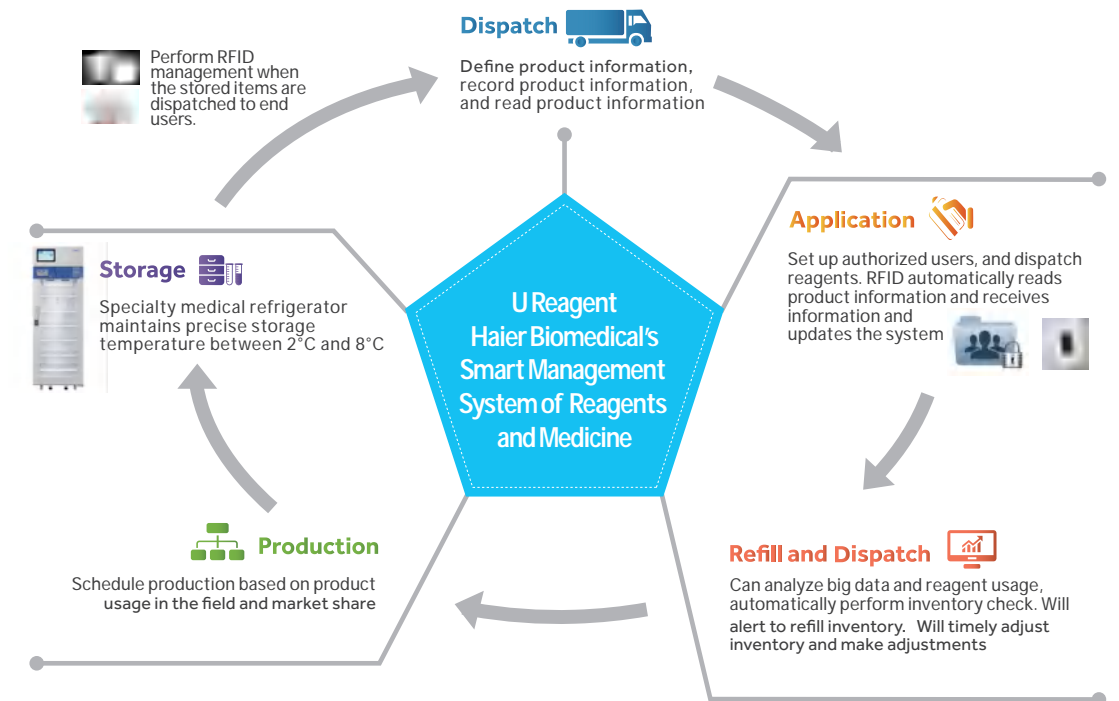 Dispatch
Define product information,
record product information,
and read product information
Perform RFID
management when
the stored items are
dispatched to end
users.
Application
Set up authorized users, and dispatch
reagents. RFID automatically reads
product information and receives
information and
updates the system
Storage
Specialty medical refrigerator
maintains precise storage
temperature between 2°C and 8°C
U Reagent
Haier Biomedical's
Smart Management
System of Reagents
and Medicine
Production
Schedule production based on product
usage in the field and market share
Refill and Dispatch
Can analyze big data and reagent usage,
automatically perform inventory check. Will
alert to refill inventory. Will timely adjust
inventory and make adjustments